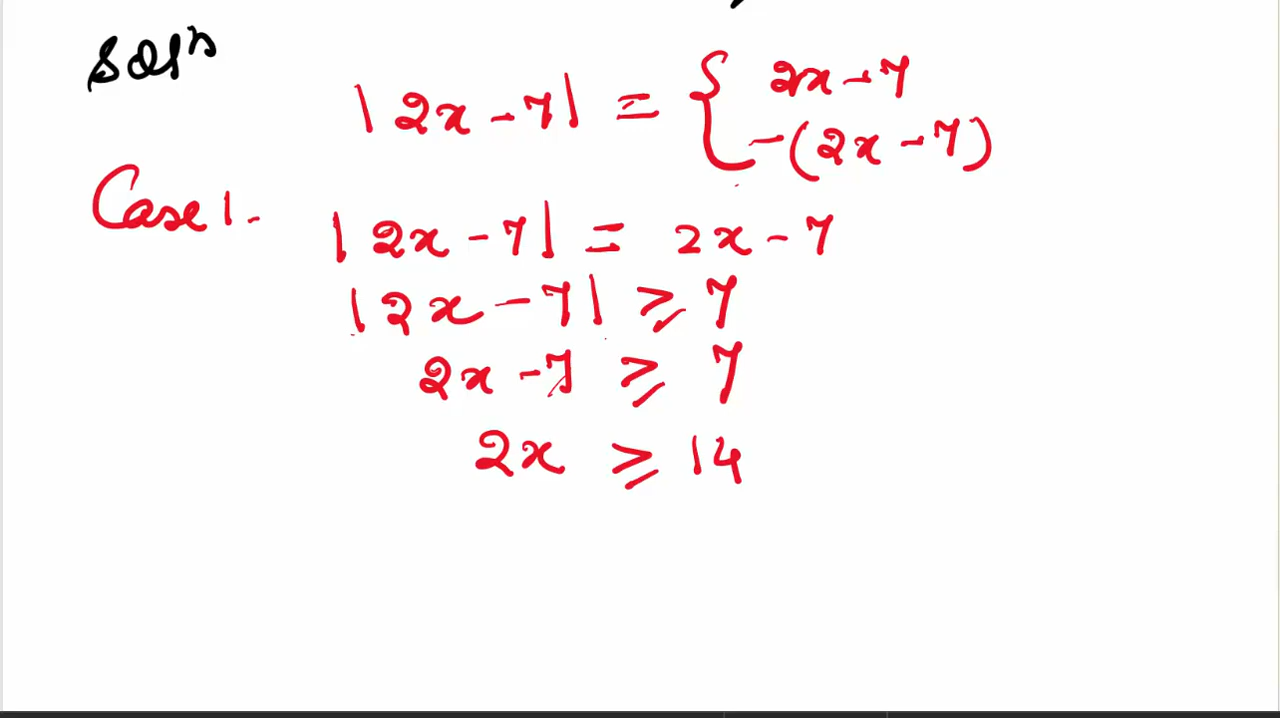 Solⁿ
|2x-7| = { 2x-7
-(2x-7)
Case 1. |2x-7| = 2x-7
|2x-7| ≥ 7
2x-7 ≥ 7
2x ≥ 14